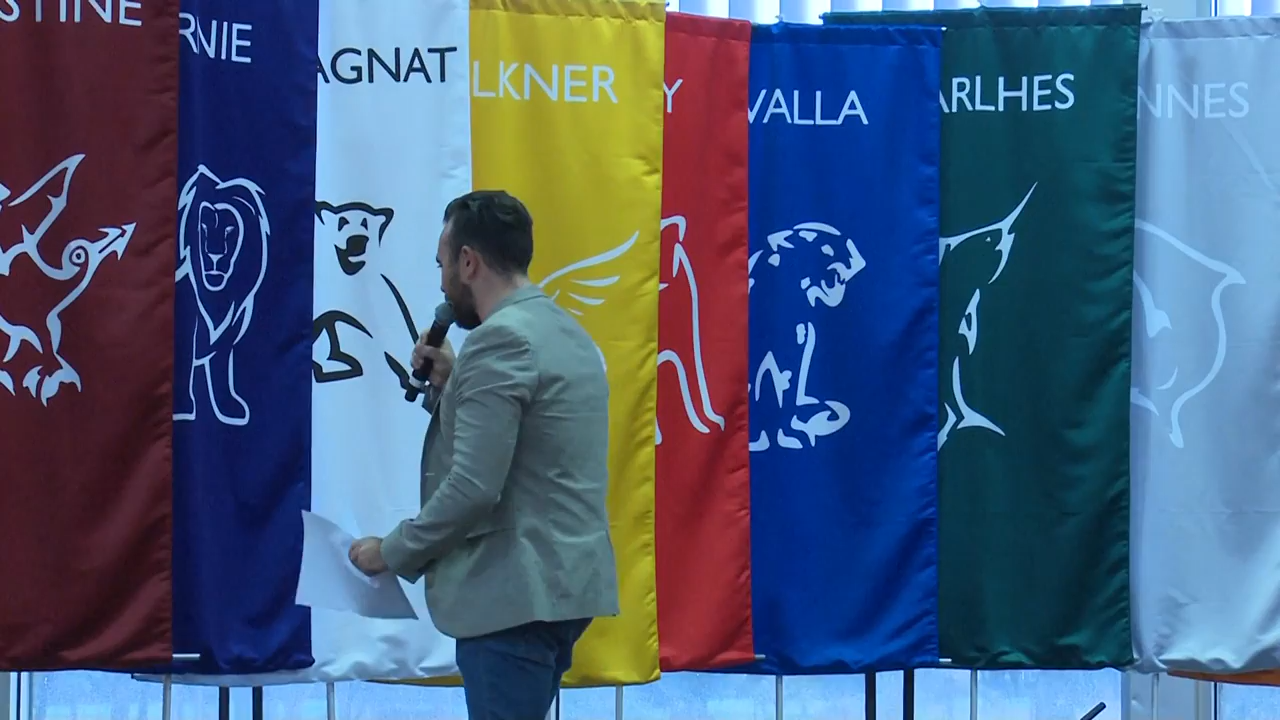 STINE
RNIE
AGNAT
LKNER
Y
VALLA
ARLHES
NNES